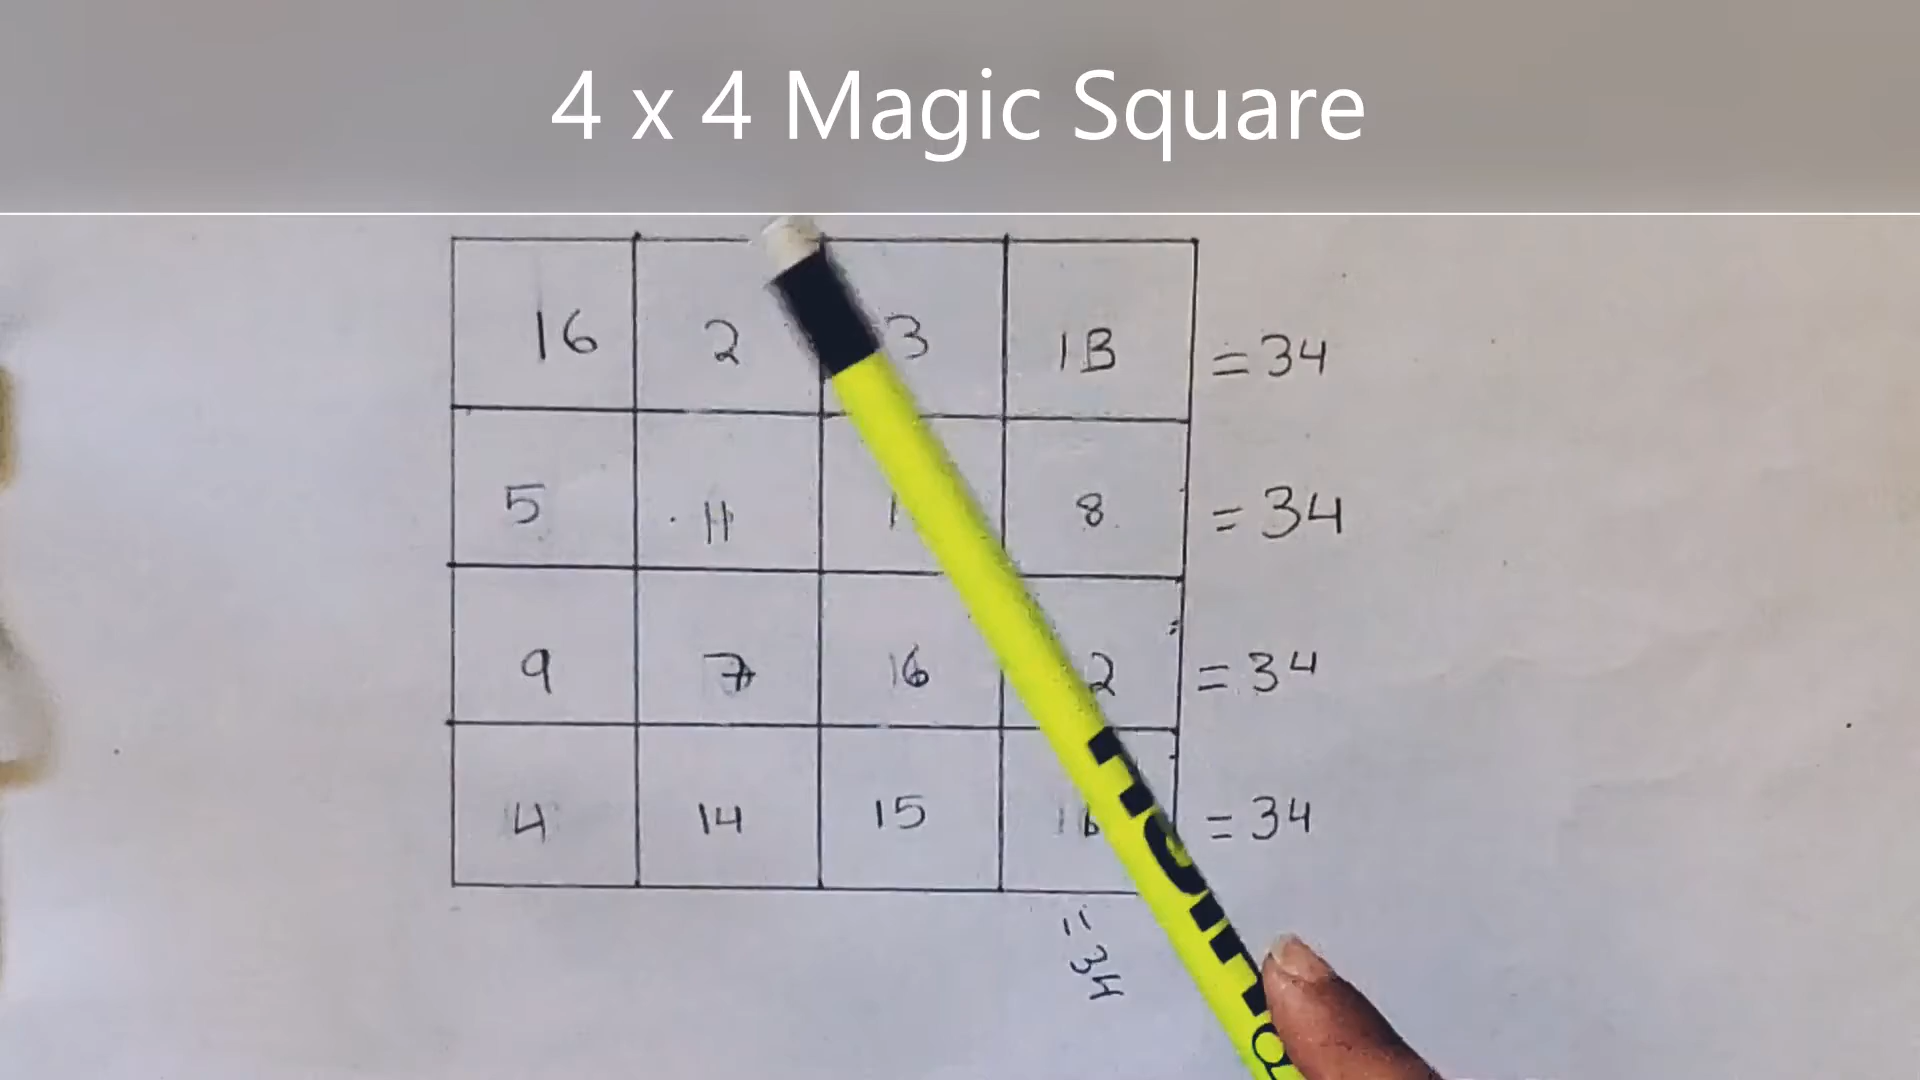 4 x 4 Magic Square
16 2 3 13 =34
5 11 8 =34
9 7 16 =34
4 14 15 =34
=34